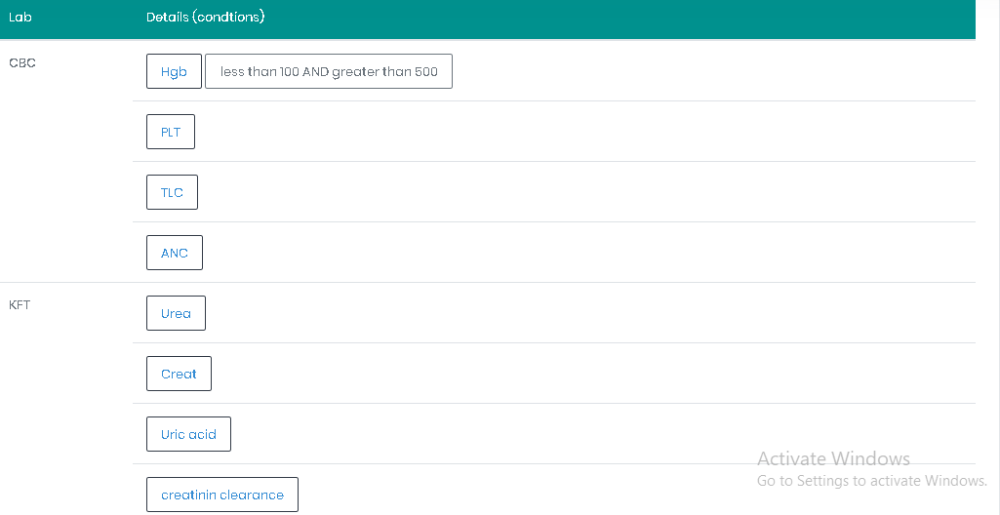 Lab Details (condtions)
CBC
Hgb less than 100 AND greater than 500
PLT
TLC
ANC
KFT
Urea
Creat
Uric acid
creatinin clearance
Activate Windows
Go to Settings to activate Windows.